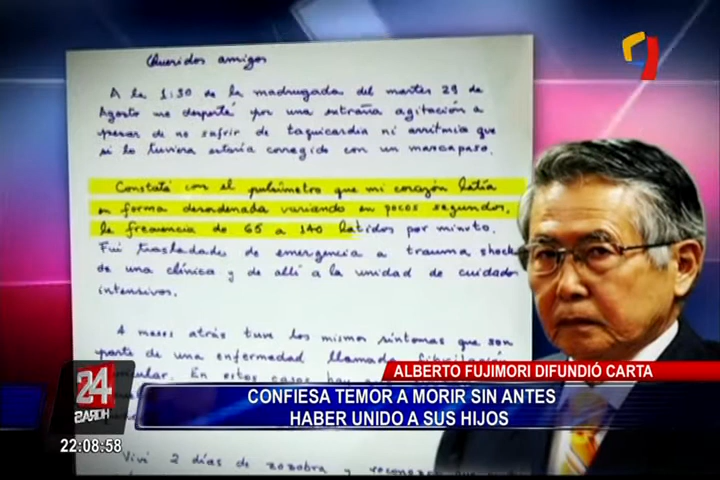 Queridos amigos
A la 1:30 de la madrugada del martes 29 de
Agosto me desperté por una extraña agitación a
pesar de no sufrir de taquicardia ni arritmia que
si lo tuviera estaría corregido con un marcapaso.
Constaté con el pulsímetro que mi corazón latía
en forma desordenada variando en pocos segundos,
la frecuencia de 65 a 140 latidos por minuto.
Fui trasladado de emergencia a trauma shock
de una clínica y de allí a la unidad de cuidados
intensivos.
4 meses atrás tuve los mismos síntomas que son
parte de una enfermedad llamada fibrilación
En estos casos hay
Viví 2 días de zozobra y
ALBERTO FUJIMORI DIFUNDIÓ CARTA
CONFIESA TEMOR A MORIR SIN ANTES
HABER UNIDO A SUS HIJOS
24
HORAS
22:08:58